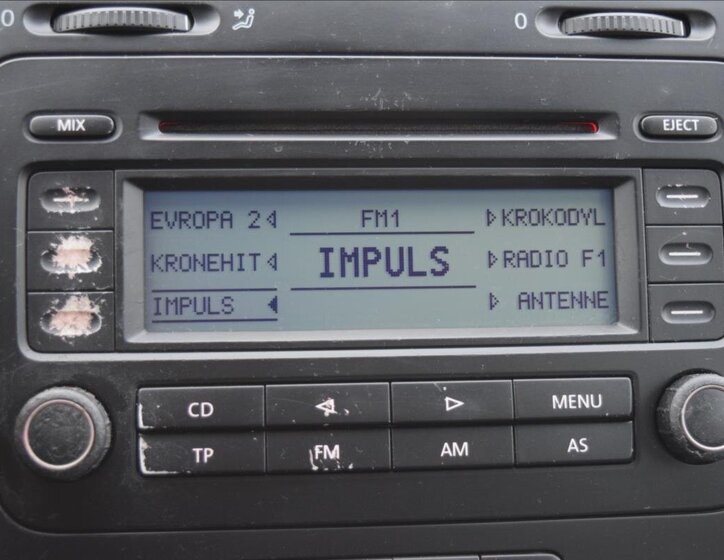 0
0
MIX
EJECT
EVROPA 2
FM1
KROKODYL
KRONEHIT
IMPULS
RADIO F1
IMPULS
ANTENNE
CD
MENU
TP
FM
AM
AS